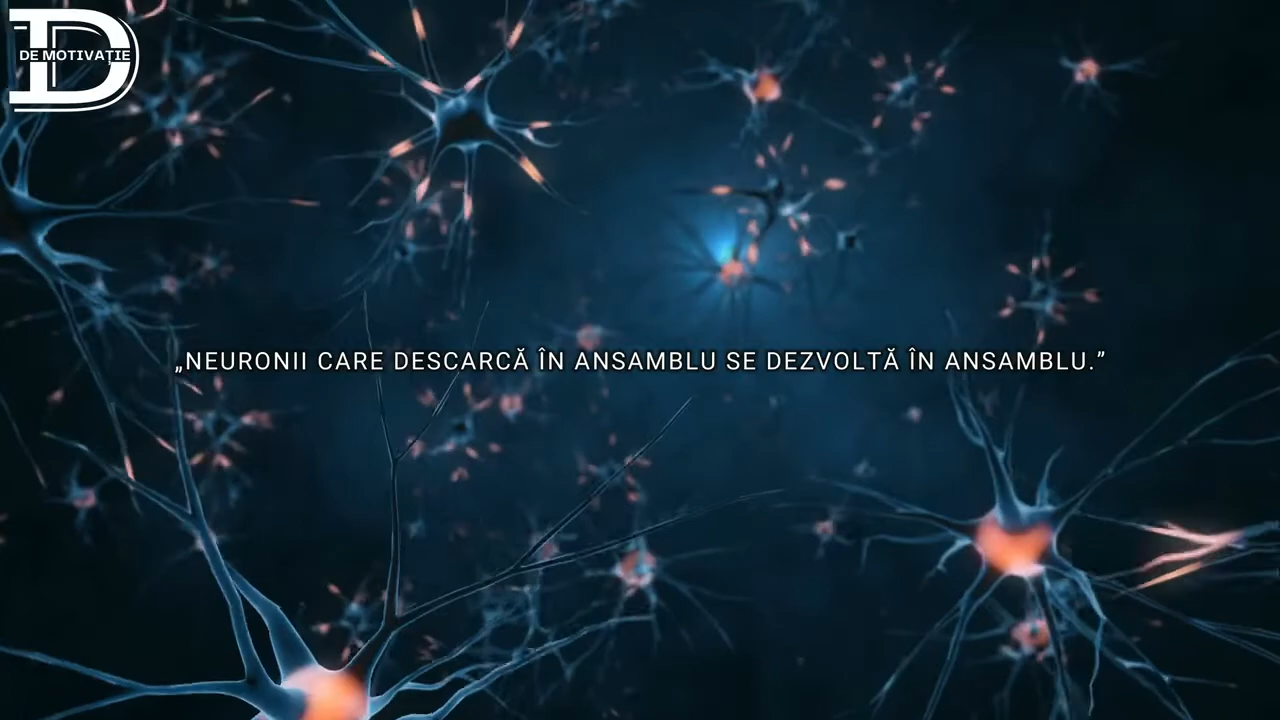 DE MOTIVAȚIE
„NEURONII CARE DESCARCĂ ÎN ANSAMBLU SE DEZVOLTĂ ÎN ANSAMBLU.”